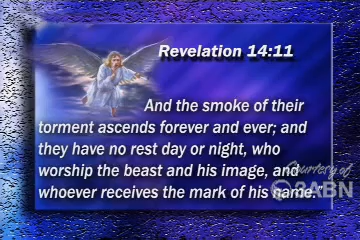 Revelation 14:11
And the smoke of their
torment ascends forever and ever; and
they have no rest day or night, who
worship the beast and his image, and
whoever receives the mark of his name."
Courtesy of
3ABN